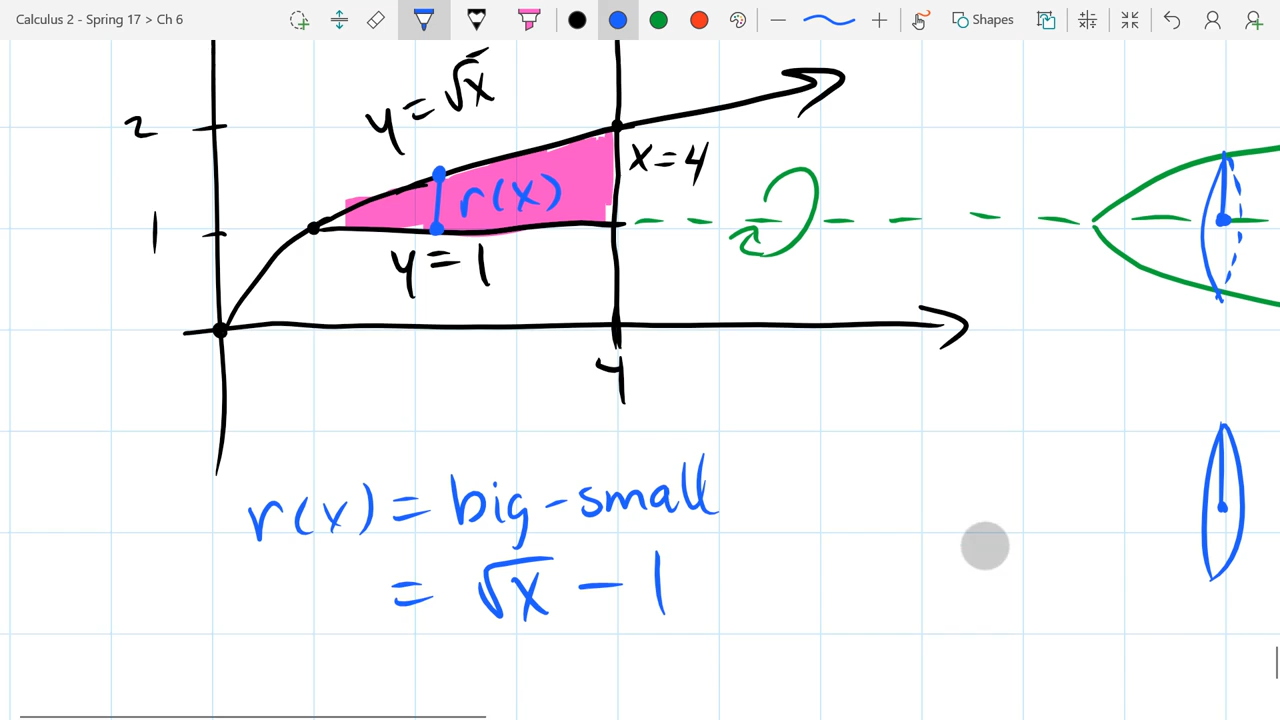 Calculus 2 - Spring 17 > Ch 6
Shapes
y = √x
2
x = 4
r(x)
1
y = 1
4
r(x) = big - small
= √x - 1